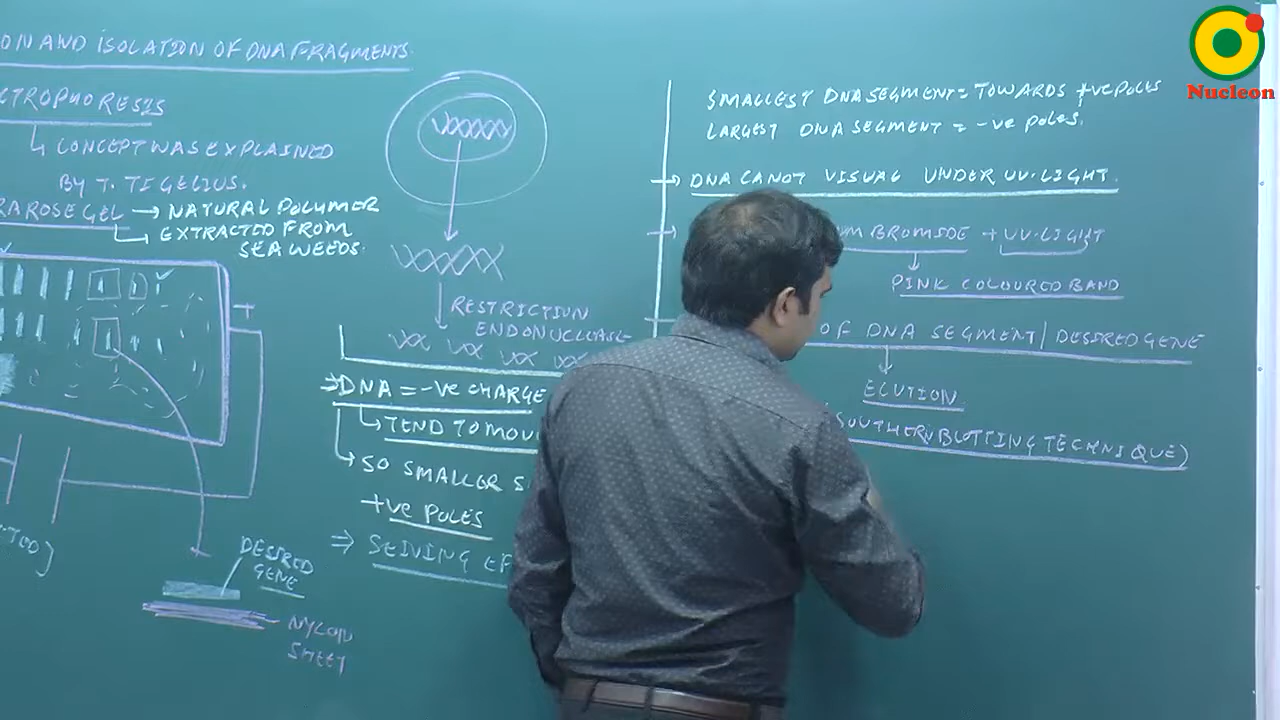 ON AND ISOLATION OF DNA FRAGMENTS
CTROPHORESIS
CONCEPT WAS EXPLAINED
BY T. TIGELIUS.
RAROSE GEL → NATURAL POLYMER
EXTRACTED FROM
SEA WEEDS.
+
DESIRED
GENE
NYLON
SHEET
RESTRICTION
ENDONUCLEASE
DNA = -VE CHARGE
TEND TO MOV
SO SMALLER S
+ve POLES
SEIVING EF
SMALLEST DNA SEGMENT = TOWARDS +ve POLES
LARGEST DNA SEGMENT = -ve POLES.
DNA CANOT VISUAL UNDER UV.LIGHT.
M BROMIDE + UV.LIGHT
PINK COLOURED BAND
OF DNA SEGMENT / DESIRED GENE
ELUTION
SOUTHERN BLOTTING TECHNIQUE)
Nucleon